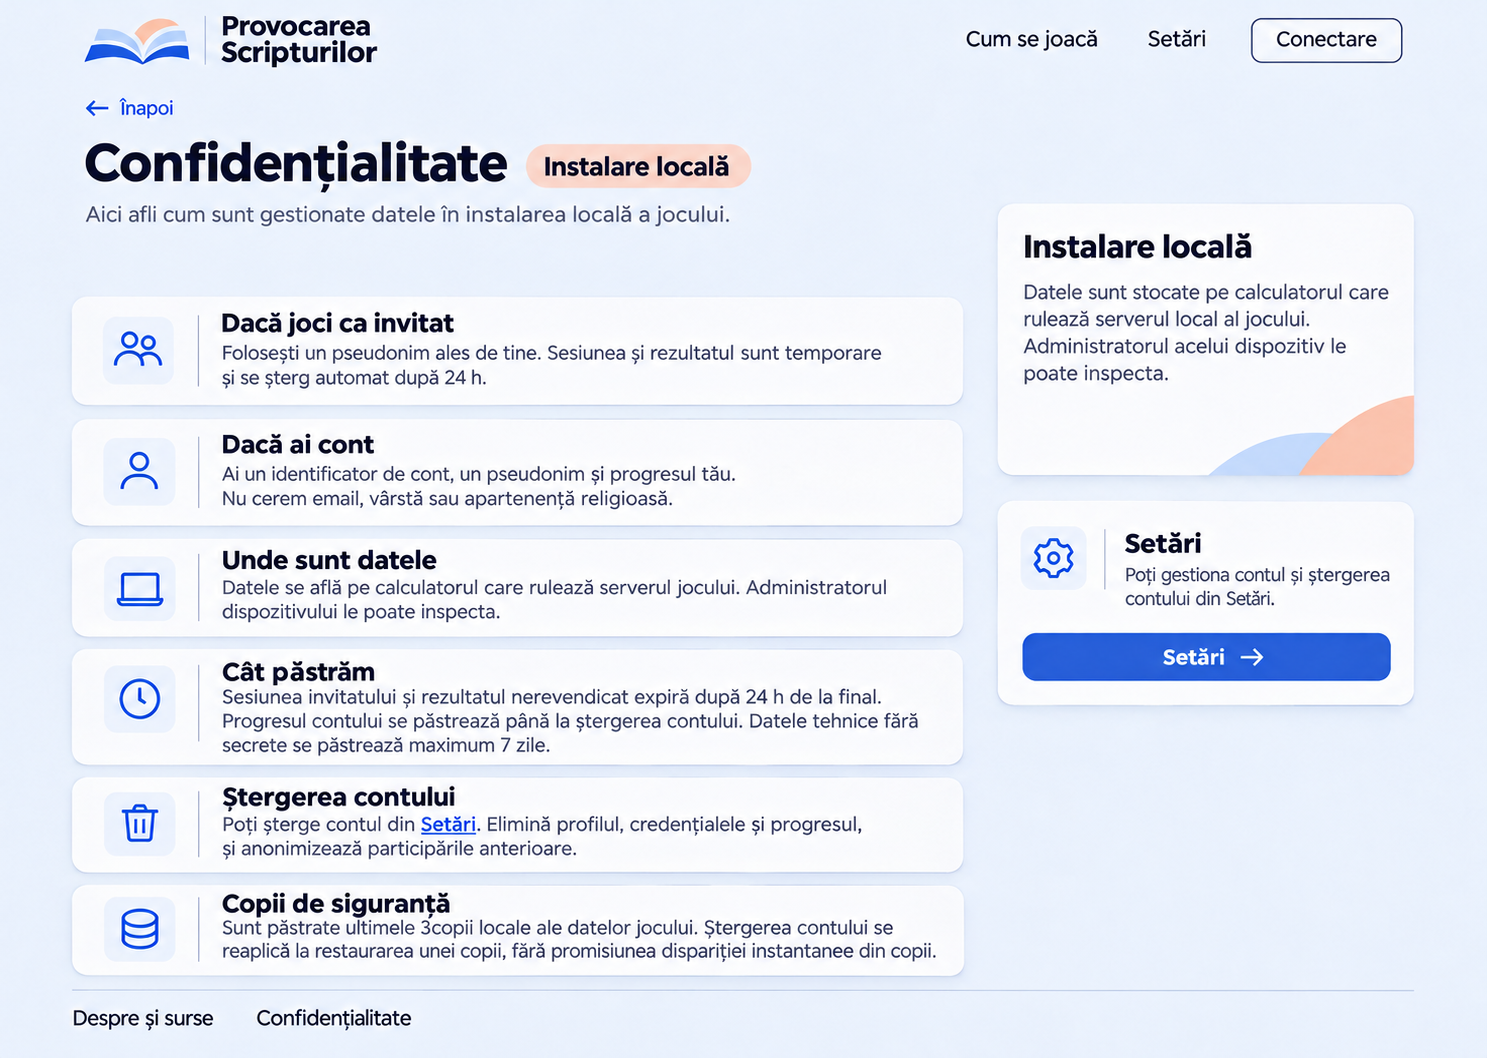 Provocarea
Scripturilor
Cum se joacă
Setări
Conectare
Înapoi
Confidențialitate
Instalare locală
Aici afli cum sunt gestionate datele în instalarea locală a jocului.
Dacă joci ca invitat
Folosești un pseudonim ales de tine. Sesiunea și rezultatul sunt temporare
și se șterg automat după 24 h.
Dacă ai cont
Ai un identificator de cont, un pseudonim și progresul tău.
Nu cerem email, vârstă sau apartenență religioasă.
Unde sunt datele
Datele se află pe calculatorul care rulează serverul jocului. Administratorul
dispozitivului le poate inspecta.
Cât păstrăm
Sesiunea invitatului și rezultatul nerevendicat expiră după 24 h de la final.
Progresul contului se păstrează până la ștergerea contului. Datele tehnice fără
secrete se păstrează maximum 7 zile.
Ștergerea contului
Poți șterge contul din Setări. Elimină profilul, credențialele și progresul,
și anonimizează participările anterioare.
Copii de siguranță
Sunt păstrate ultimele 3copii locale ale datelor jocului. Ștergerea contului se
reaplică la restaurarea unei copii, fără promisiunea dispariției instantanee din copii.
Instalare locală
Datele sunt stocate pe calculatorul care
rulează serverul local al jocului.
Administratorul acelui dispozitiv le
poate inspecta.
Setări
Poți gestiona contul și ștergerea
contului din Setări.
Setări
Despre și surse
Confidențialitate